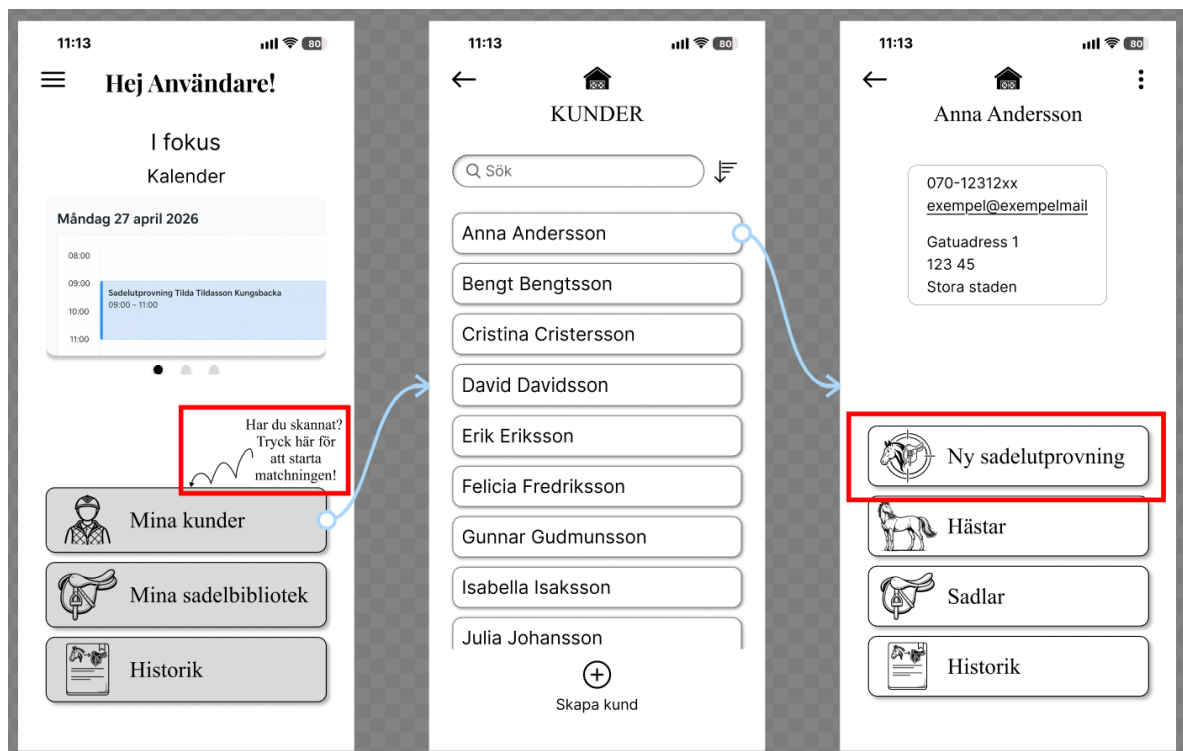 11:13
80
Hej Användare!
I fokus
Kalender
Måndag 27 april 2026
08:00
09:00
Sadelutprovning Tilda Tildasson Kungsbacka
09:00 – 11:00
10:00
11:00
Har du skannat?
Tryck här för
att starta
matchningen!
Mina kunder
Mina sadelbibliotek
Historik
11:13
80
KUNDER
Sök
Anna Andersson
Bengt Bengtsson
Cristina Cristersson
David Davidsson
Erik Eriksson
Felicia Fredriksson
Gunnar Gudmunsson
Isabella Isaksson
Julia Johansson
Skapa kund
11:13
80
Anna Andersson
070-12312xx
exempel@exempelmail
Gatuadress 1
123 45
Stora staden
Ny sadelutprovning
Hästar
Sadlar
Historik